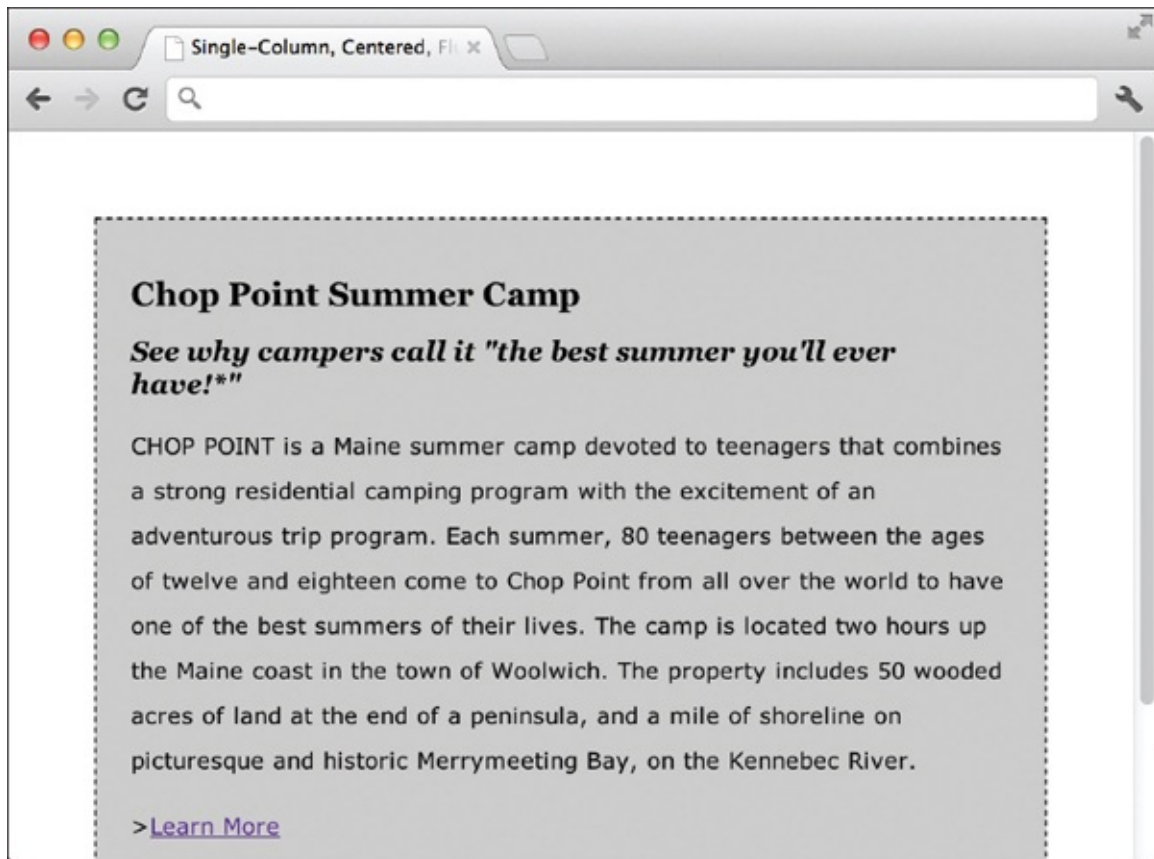 Single-Column, Centered, Fl
Chop Point Summer Camp
See why campers call it "the best summer you'll ever
have!*"
CHOP POINT is a Maine summer camp devoted to teenagers that combines
a strong residential camping program with the excitement of an
adventurous trip program. Each summer, 80 teenagers between the ages
of twelve and eighteen come to Chop Point from all over the world to have
one of the best summers of their lives. The camp is located two hours up
the Maine coast in the town of Woolwich. The property includes 50 wooded
acres of land at the end of a peninsula, and a mile of shoreline on
picturesque and historic Merrymeeting Bay, on the Kennebec River.
>Learn More